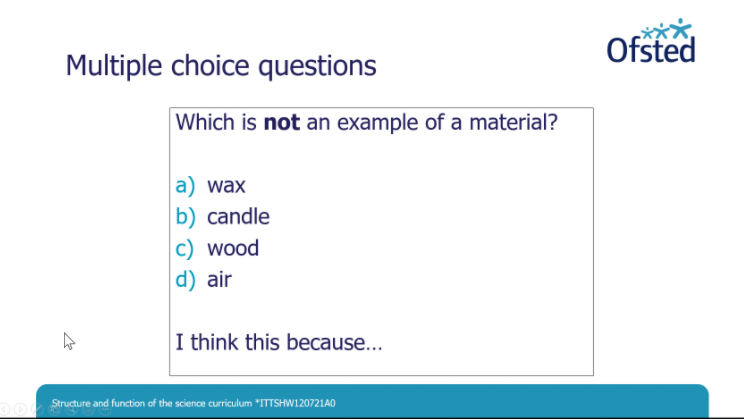 Ofsted
Multiple choice questions
Which is not an example of a material?
a) wax
b) candle
c) wood
d) air
I think this because...
Structure and function of the science curriculum *ITTSHW120721A0